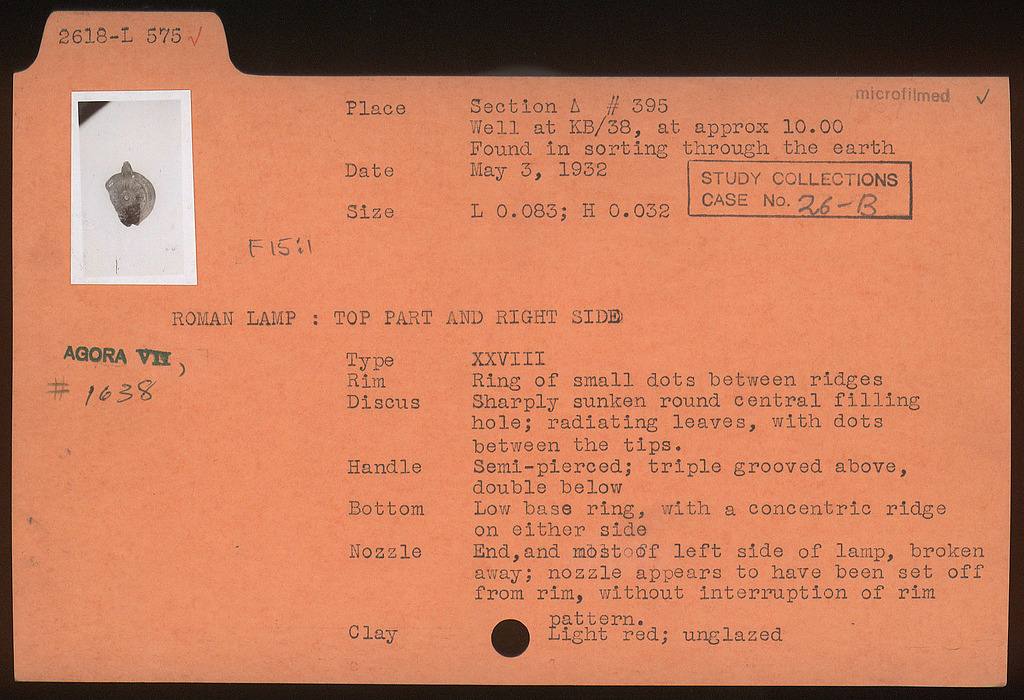 2618-L 575 ✓
microfilmed ✓
Place Section Δ # 395
Well at KB/38, at approx 10.00
Found in sorting through the earth
Date May 3, 1932
STUDY COLLECTIONS
CASE No. 26-B
Size L 0.083; H 0.032
F15:1
ROMAN LAMP : TOP PART AND RIGHT SIDE
AGORA VII,
# 1638
Type XXVIII
Rim Ring of small dots between ridges
Discus Sharply sunken round central filling
hole; radiating leaves, with dots
between the tips.
Handle Semi-pierced; triple grooved above,
double below
Bottom Low base ring, with a concentric ridge
on either side
Nozzle End,and most of left side of lamp, broken
away; nozzle appears to have been set off
from rim, without interruption of rim
pattern.
Clay Light red; unglazed